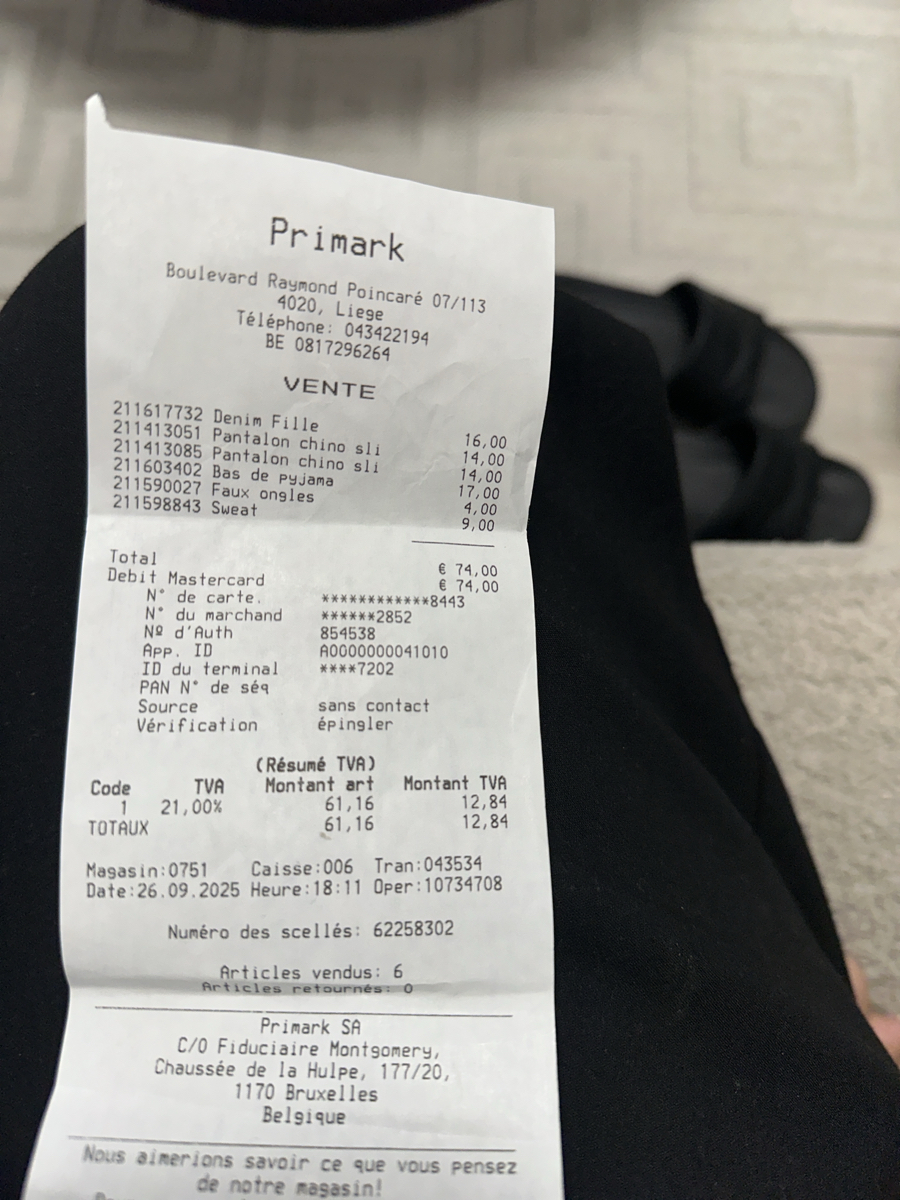 Primark
Boulevard Raymond Poincaré 07/113
4020, Liege
Téléphone: 043422194
BE 0817296264
VENTE
211617732 Denim Fille 16,00
211413051 Pantalon chino sli 14,00
211413085 Pantalon chino sli 14,00
211603402 Bas de pyjama 17,00
211590027 Faux ongles 4,00
211598843 Sweat 9,00
Total € 74,00
Debit Mastercard € 74,00
N° de carte. ************8443
N° du marchand ******2852
Nº d'Auth 854538
App. ID A0000000041010
ID du terminal ****7202
PAN N° de séq
Source sans contact
Vérification épingler
(Résumé TVA)
Code TVA Montant art Montant TVA
1 21,00% 61,16 12,84
TOTAUX 61,16 12,84
Magasin:0751 Caisse:006 Tran:043534
Date:26.09.2025 Heure:18:11 Oper:10734708
Numéro des scellés: 62258302
Articles vendus: 6
Articles retournés: 0
Primark SA
C/O Fiduciaire Montgomery,
Chaussée de la Hulpe, 177/20,
1170 Bruxelles
Belgique
Nous aimerions savoir ce que vous pensez
de notre magasin!